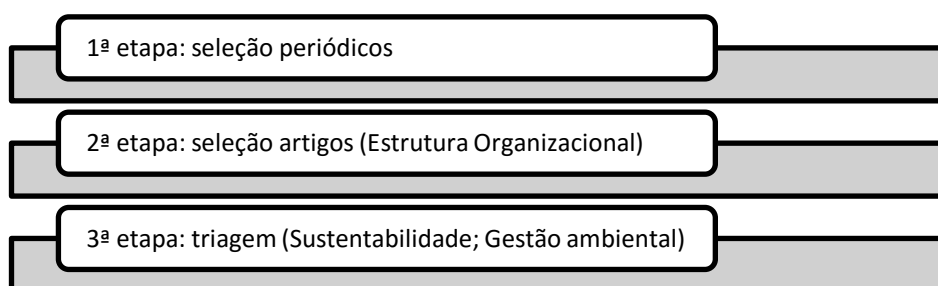 1ª etapa: seleção periódicos
2ª etapa: seleção artigos (Estrutura Organizacional)
3ª etapa: triagem (Sustentabilidade; Gestão ambiental)